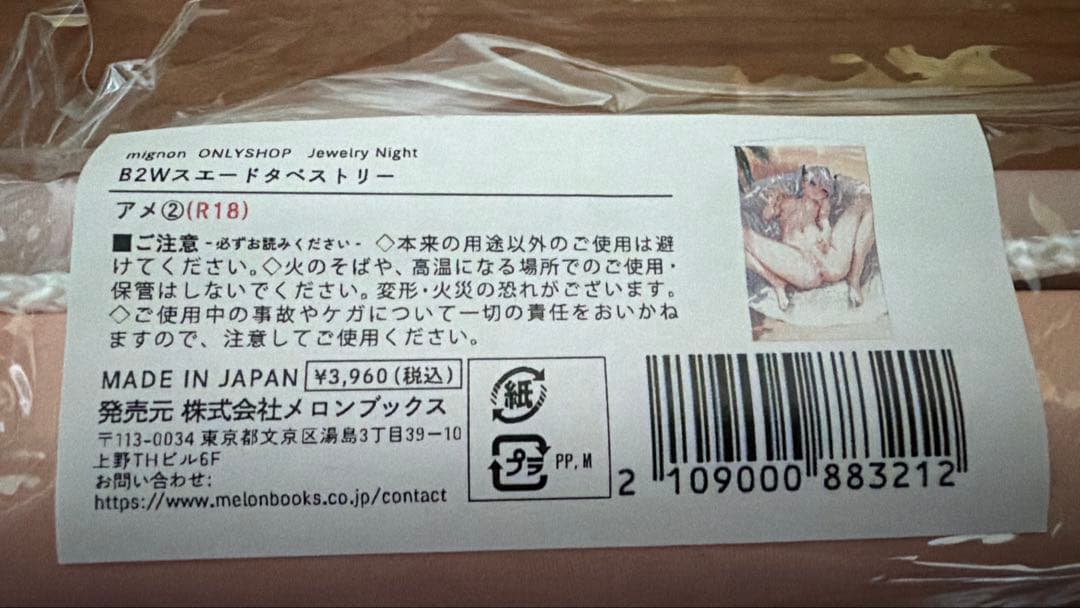 mignon ONLYSHOP Jewelry Night
B2Wスエードタペストリー
アメ②(R18)
■ご注意 -必ずお読みください- ◇本来の用途以外のご使用は避
けてください。◇火のそばや、高温になる場所でのご使用・
保管はしないでください。変形・火災の恐れがございます。
◇ご使用中の事故やケガについて一切の責任をおいかね
ますので、注意してご使用ください。
MADE IN JAPAN ¥3,960(税込)
発売元 株式会社メロンブックス
〒113-0034 東京都文京区湯島3丁目39−10
上野THビル6F
お問い合わせ:
https://www.melonbooks.co.jp/contact
紙
プラ PP,M
2 109000 883212